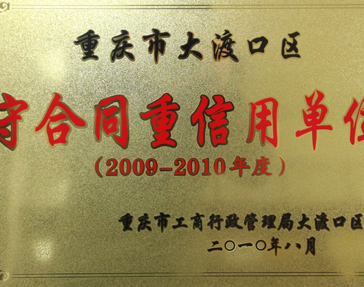 重庆市大渡口区
守合同重信用单位
(2009-2010年度)
重庆市工商行政管理局大渡口区
二〇一〇年八月